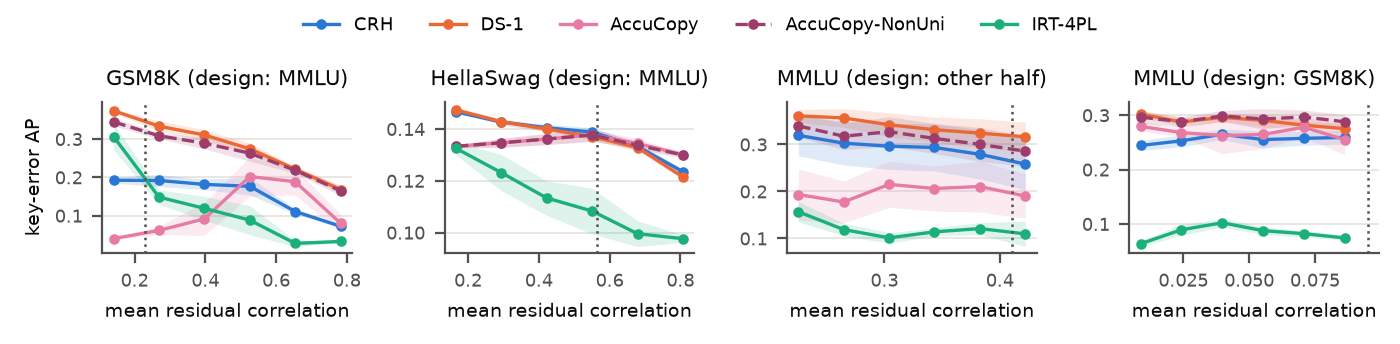 CRH DS-1 AccuCopy AccuCopy-NonUni IRT-4PL
GSM8K (design: MMLU)
key-error AP
0.3
0.2
0.1
0.2 0.4 0.6 0.8
mean residual correlation
HellaSwag (design: MMLU)
0.14
0.12
0.10
0.2 0.4 0.6 0.8
mean residual correlation
MMLU (design: other half)
0.3
0.2
0.1
0.3 0.4
mean residual correlation
MMLU (design: GSM8K)
0.3
0.2
0.1
0.025 0.050 0.075
mean residual correlation